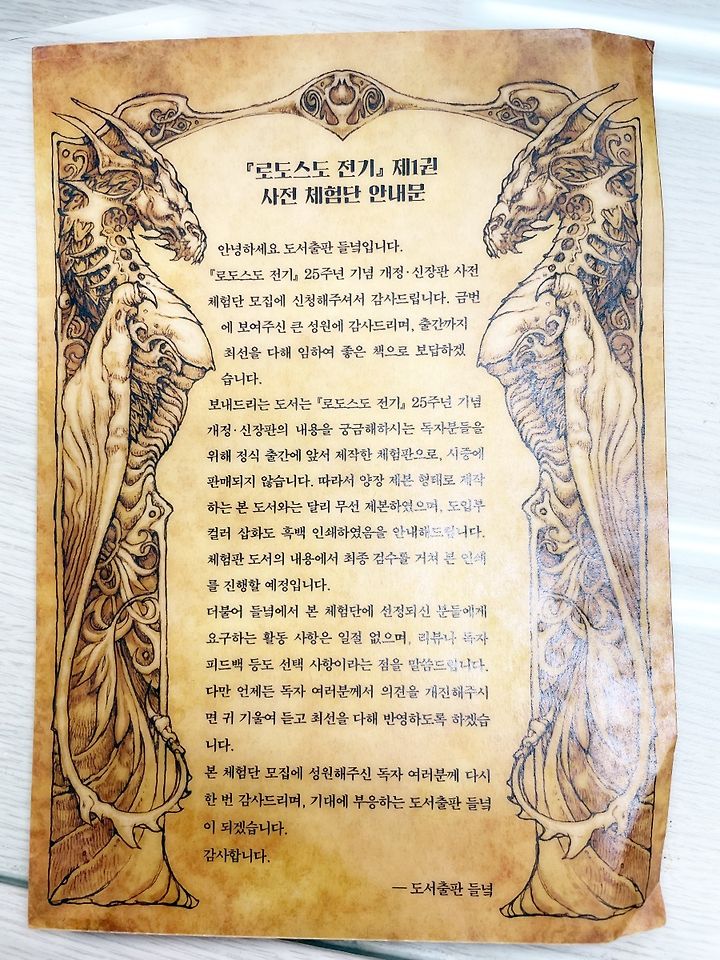 『로도스도 전기』 제1권
사전 체험단 안내문
안녕하세요 도서출판 들녘입니다.
『로도스도 전기』 25주년 기념 개정·신장판 사전
체험단 모집에 신청해주셔서 감사드립니다. 금번
에 보여주신 큰 성원에 감사드리며, 출간까지
최선을 다해 임하여 좋은 책으로 보답하겠
습니다.
보내드리는 도서는 『로도스도 전기』 25주년 기념
개정·신장판의 내용을 궁금해하시는 독자분들을
위해 정식 출간에 앞서 제작한 체험판으로, 시중에
판매되지 않습니다. 따라서 양장 제본 형태로 제작
하는 본 도서와는 달리 무선 제본하였으며, 도입부
컬러 삽화도 흑백 인쇄하였음을 안내해드립니다.
체험판 도서의 내용에서 최종 검수를 거쳐 본 인쇄
를 진행할 예정입니다.
더불어 들녘에서 본 체험단에 선정되신 분들에게
요구하는 활동 사항은 일절 없으며, 리뷰나 독자
피드백 등도 선택 사항이라는 점을 말씀드립니다.
다만 언제든 독자 여러분께서 의견을 개진해주시
면 귀 기울여 듣고 최선을 다해 반영하도록 하겠습
니다.
본 체험단 모집에 성원해주신 독자 여러분께 다시
한 번 감사드리며, 기대에 부응하는 도서출판 들녘
이 되겠습니다.
감사합니다.
— 도서출판 들녘